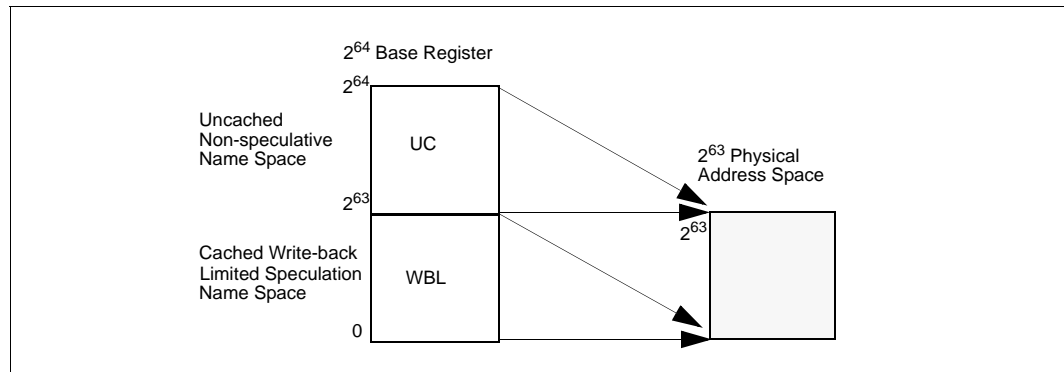 2^64 Base Register
2^64
Uncached
Non-speculative
Name Space
UC
2^63 Physical
Address Space
2^63
2^63
Cached Write-back
Limited Speculation
Name Space
WBL
0